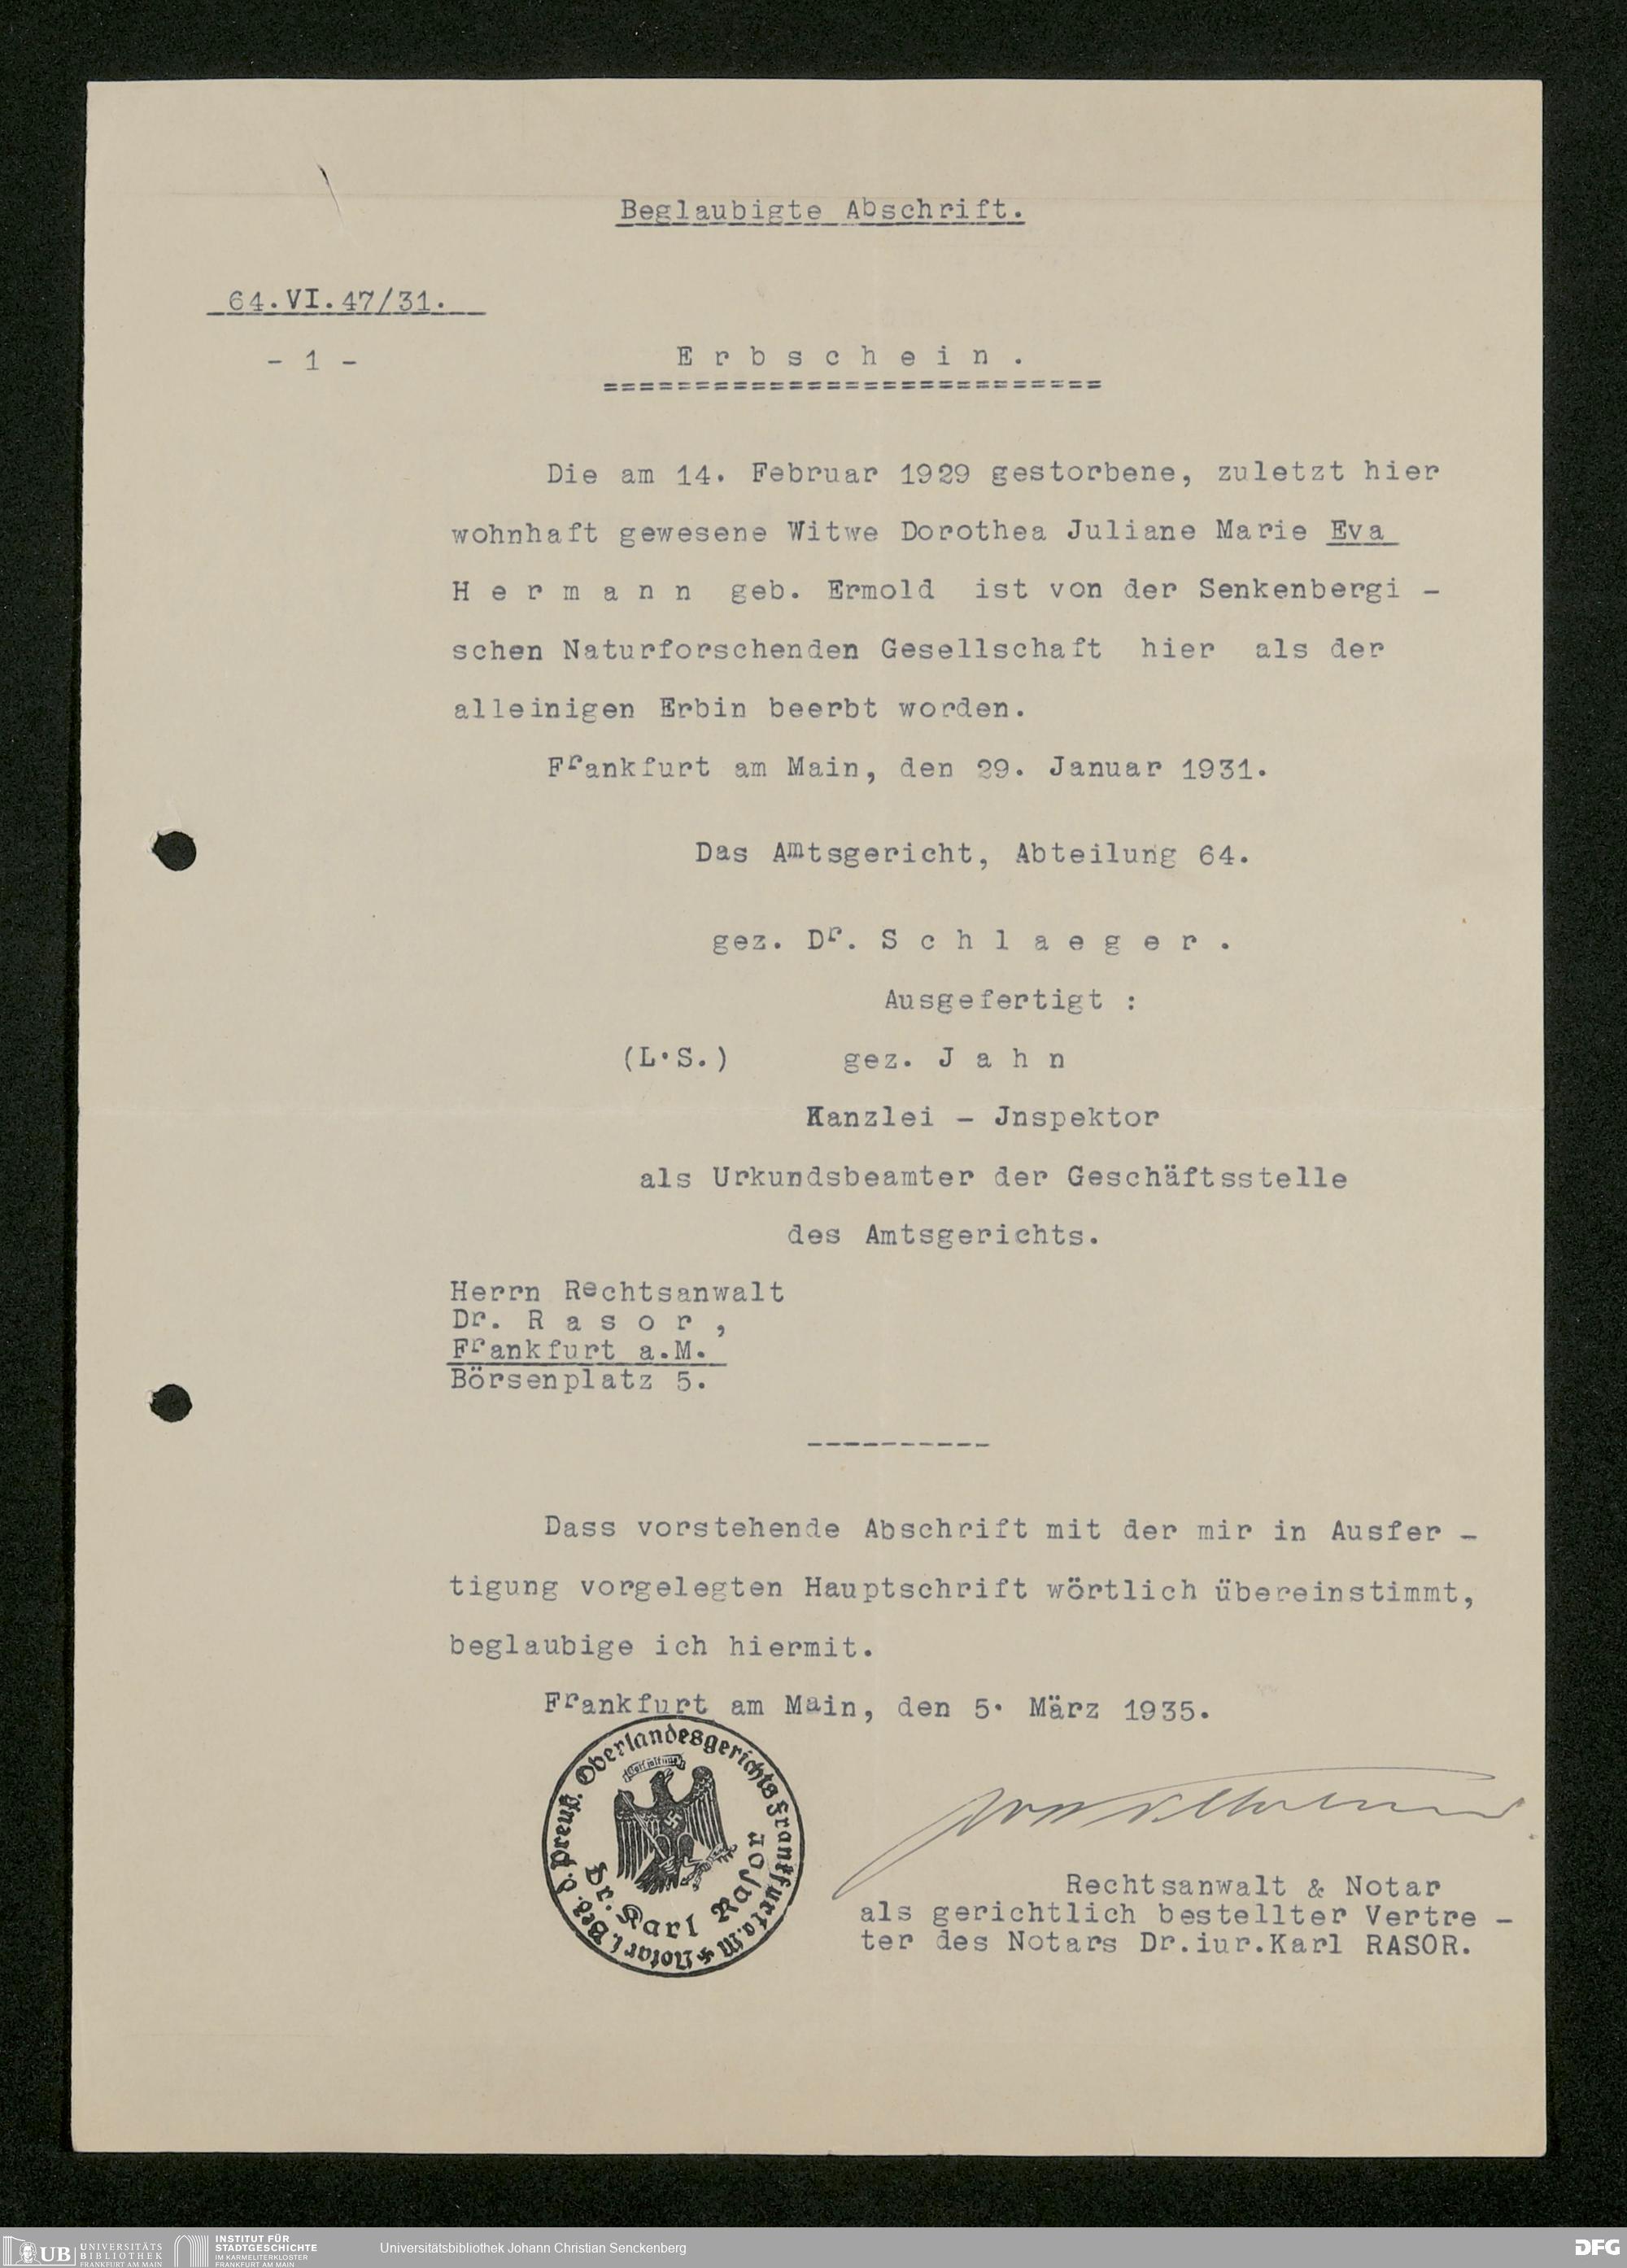 Beglaubigte Abschrift.
64.VI.47/31.
- 1 -
E r b s c h e i n .
===========================
Die am 14. Februar 1929 gestorbene, zuletzt hier
wohnhaft gewesene Witwe Dorothea Juliane Marie Eva
H e r m a n n geb. Ermold ist von der Senkenbergi -
schen Naturforschenden Gesellschaft hier als der
alleinigen Erbin beerbt worden.
Frankfurt am Main, den 29. Januar 1931.
Das Amtsgericht, Abteilung 64.
gez. Dr. S c h l a e g e r .
Ausgefertigt :
(L.S.) gez. J a h n
Kanzlei - Jnspektor
als Urkundsbeamter der Geschäftsstelle
des Amtsgerichts.
Herrn Rechtsanwalt
Dr. R a s o r ,
Frankfurt a.M.
Börsenplatz 5.
----------
Dass vorstehende Abschrift mit der mir in Ausfer -
tigung vorgelegten Hauptschrift wörtlich übereinstimmt,
beglaubige ich hiermit.
Frankfurt am Main, den 5. März 1935.
Notar i. Bez. d. Preuß. Oberlandesgerichts Frankfurt a. M
Dr. Karl Rasor
Rechtsanwalt & Notar
als gerichtlich bestellter Vertre -
ter des Notars Dr.iur.Karl RASOR.
UB UNIVERSITÄTS
BIBLIOTHEK
FRANKFURT AM MAIN
INSTITUT FÜR
STADTGESCHICHTE
IM KARMELITERKLOSTER
FRANKFURT AM MAIN
Universitätsbibliothek Johann Christian Senckenberg
DFG